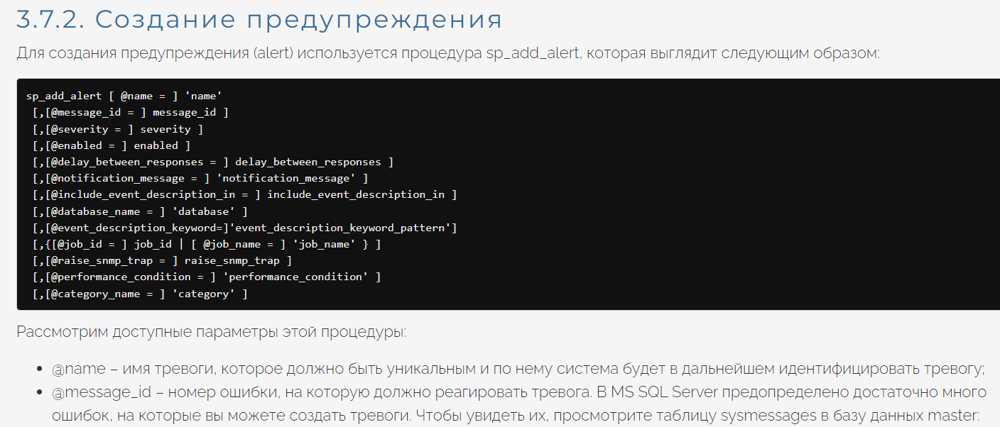 3.7.2. Создание предупреждения
Для создания предупреждения (alert) используется процедура sp_add_alert, которая выглядит следующим образом:
sp_add_alert [ @name = ] 'name'
[,[@message_id = ] message_id ]
[,[@severity = ] severity ]
[,[@enabled = ] enabled ]
[,[@delay_between_responses = ] delay_between_responses ]
[,[@notification_message = ] 'notification_message' ]
[,[@include_event_description_in = ] include_event_description_in ]
[,[@database_name = ] 'database' ]
[,[@event_description_keyword=]'event_description_keyword_pattern']
[,{[@job_id = ] job_id | [ @job_name = ] 'job_name' } ]
[,[@raise_snmp_trap = ] raise_snmp_trap ]
[,[@performance_condition = ] 'performance_condition' ]
[,[@category_name = ] 'category' ]
Рассмотрим доступные параметры этой процедуры:
• @name – имя тревоги, которое должно быть уникальным и по нему система будет в дальнейшем идентифицировать тревогу;
• @message_id – номер ошибки, на которую должно реагировать тревога. В MS SQL Server предопределено достаточно много
ошибок, на которые вы можете создать тревоги. Чтобы увидеть их, просмотрите таблицу sysmessages в базу данных master: